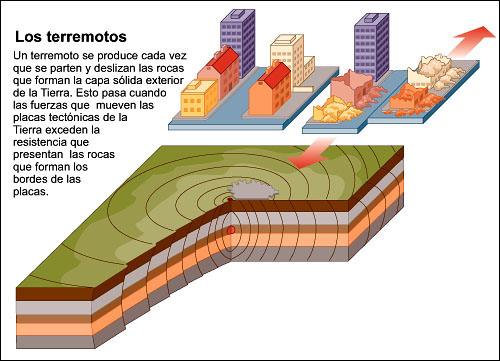 Los terremotos
Un terremoto se produce cada vez
que se parten y deslizan las rocas
que forman la capa sólida exterior
de la Tierra. Esto pasa cuando
las fuerzas que mueven las
placas tectónicas de la
Tierra exceden la
resistencia que
presentan las rocas
que forman los
bordes de las
placas.